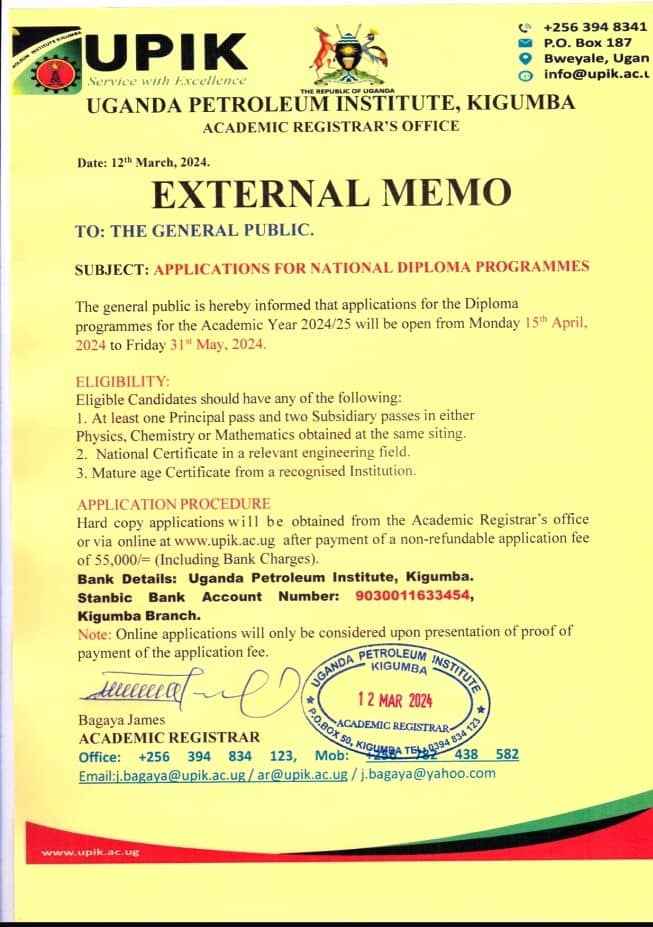 UPIK
Service with Excellence
THE REPUBLIC OF UGANDA
+256 394 8341
P.O. Box 187
Bweyale, Ugan
info@upik.ac.u
UGANDA PETROLEUM INSTITUTE, KIGUMBA
ACADEMIC REGISTRAR'S OFFICE
Date: 12th March, 2024.
EXTERNAL MEMO
TO: THE GENERAL PUBLIC.
SUBJECT: APPLICATIONS FOR NATIONAL DIPLOMA PROGRAMMES
The general public is hereby informed that applications for the Diploma
programmes for the Academic Year 2024/25 will be open from Monday 15th April,
2024 to Friday 31st May, 2024.
ELIGIBILITY:
Eligible Candidates should have any of the following:
1. At least one Principal pass and two Subsidiary passes in either
Physics, Chemistry or Mathematics obtained at the same siting.
2. National Certificate in a relevant engineering field.
3. Mature age Certificate from a recognised Institution.
APPLICATION PROCEDURE
Hard copy applications will be obtained from the Academic Registrar's office
or via online at www.upik.ac.ug after payment of a non-refundable application fee
of 55,000/= (Including Bank Charges).
Bank Details: Uganda Petroleum Institute, Kigumba.
Stanbic Bank Account Number: 9030011633454,
Kigumba Branch.
Note: Online applications will only be considered upon presentation of proof of
payment of the application fee.
UGANDA PETROLEUM INSTITUTE
KIGUMBA
12 MAR 2024
ACADEMIC REGISTRAR
P.O.BOX 50, KIGUMBA TEL: 0394 834 123
Bagaya James
ACADEMIC REGISTRAR
Office: +256 394 834 123, Mob: +256 782 438 582
Email:j.bagaya@upik.ac.ug / ar@upik.ac.ug / j.bagaya@yahoo.com
www.upik.ac.ug